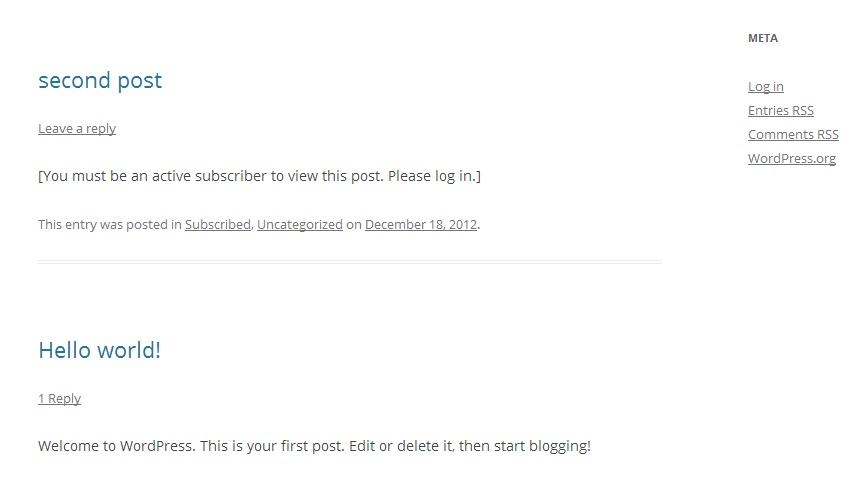 second post
Leave a reply
[You must be an active subscriber to view this post. Please log in.]
This entry was posted in Subscribed, Uncategorized on December 18, 2012.
Hello world!
1 Reply
Welcome to WordPress. This is your first post. Edit or delete it, then start blogging!
META
Log in
Entries RSS
Comments RSS
WordPress.org